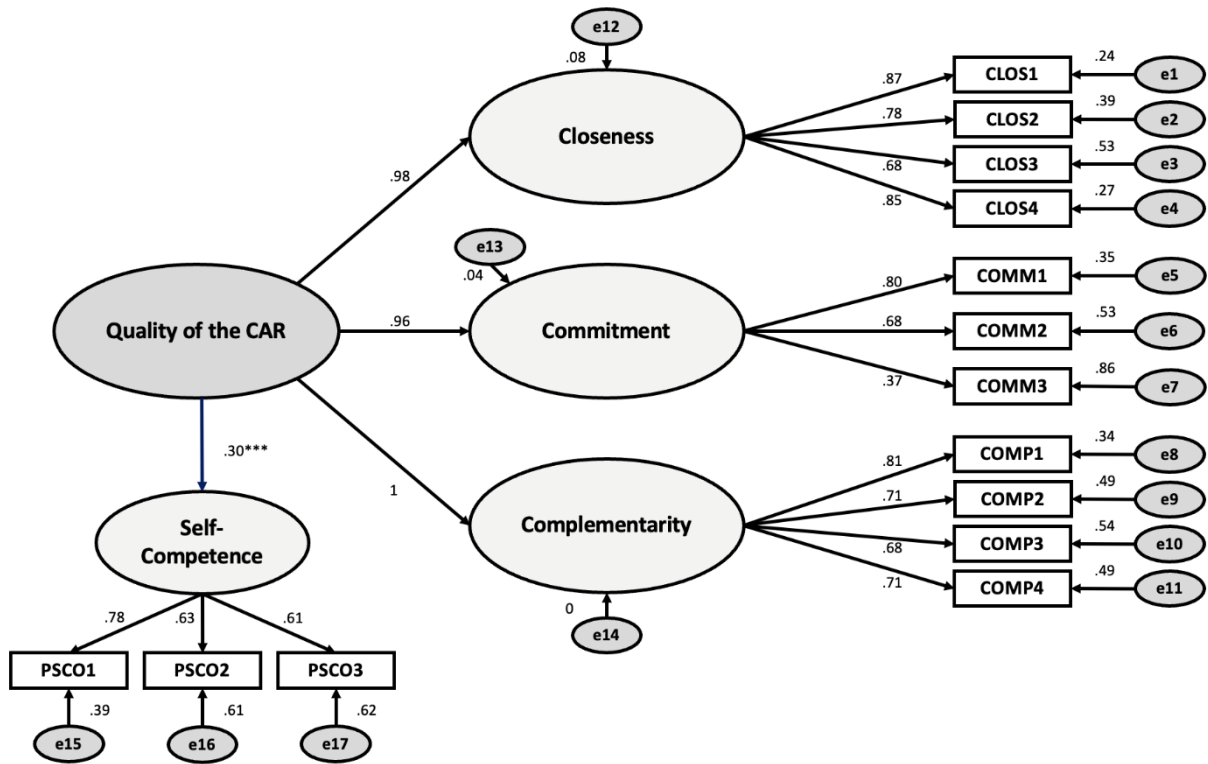 e12
.08
Closeness
.98
.87
CLOS1
.24
e1
.78
CLOS2
.39
e2
.68
CLOS3
.53
e3
.85
CLOS4
.27
e4
e13
.04
Quality of the CAR
.96
Commitment
.80
COMM1
.35
e5
.68
COMM2
.53
e6
.37
COMM3
.86
e7
.30***
1
Complementarity
.81
COMP1
.34
e8
.71
COMP2
.49
e9
.68
COMP3
.54
e10
.71
COMP4
.49
e11
0
e14
Self-
Competence
.78
.63
.61
PSCO1
PSCO2
PSCO3
.39
.61
.62
e15
e16
e17